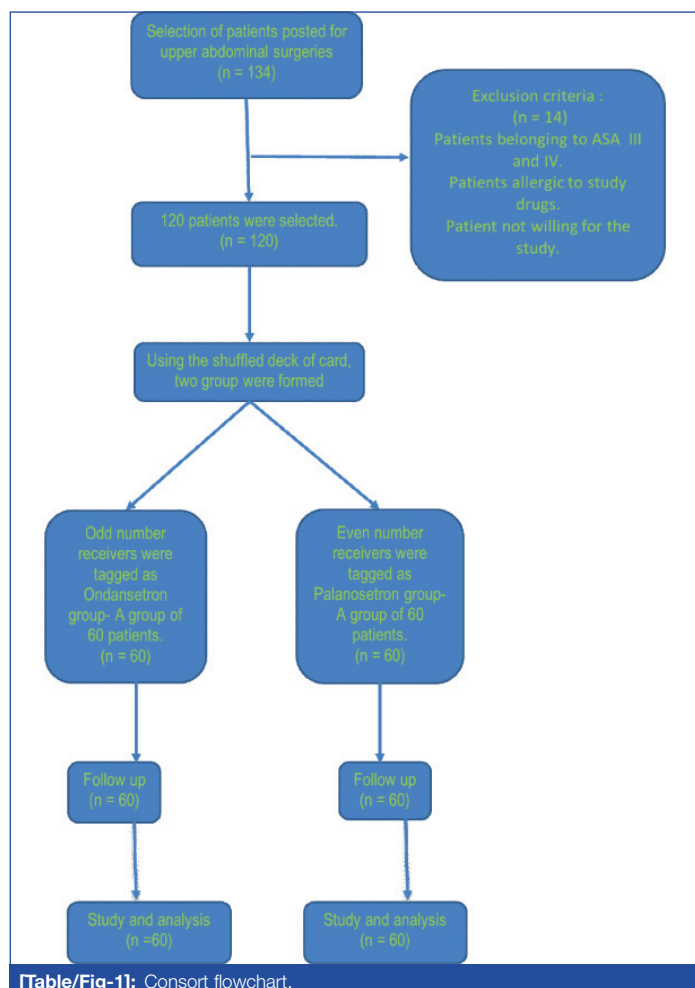 Selection of patients posted for
upper abdominal surgeries
(n = 134)
Exclusion criteria :
(n = 14)
Patients belonging to ASA III
and IV.
Patients allergic to study
drugs.
Patient not willing for the
study.
120 patients were selected.
(n = 120)
Using the shuffled deck of card,
two group were formed
Odd number
receivers were
tagged as
Ondansetron
group- A group of
60 patients.
(n = 60)
Even number
receivers were
tagged as
Palanosetron group-
A group of 60
patients.
(n = 60)
Follow up
(n = 60)
Follow up
(n = 60)
Study and analysis
(n =60)
Study and analysis
(n = 60)
[Table/Fig-1]: Consort flowchart.